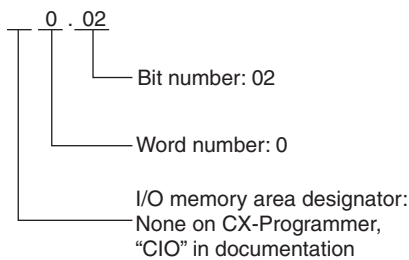 0 . 02
Bit number: 02
Word number: 0
I/O memory area designator:
None on CX-Programmer,
“CIO” in documentation